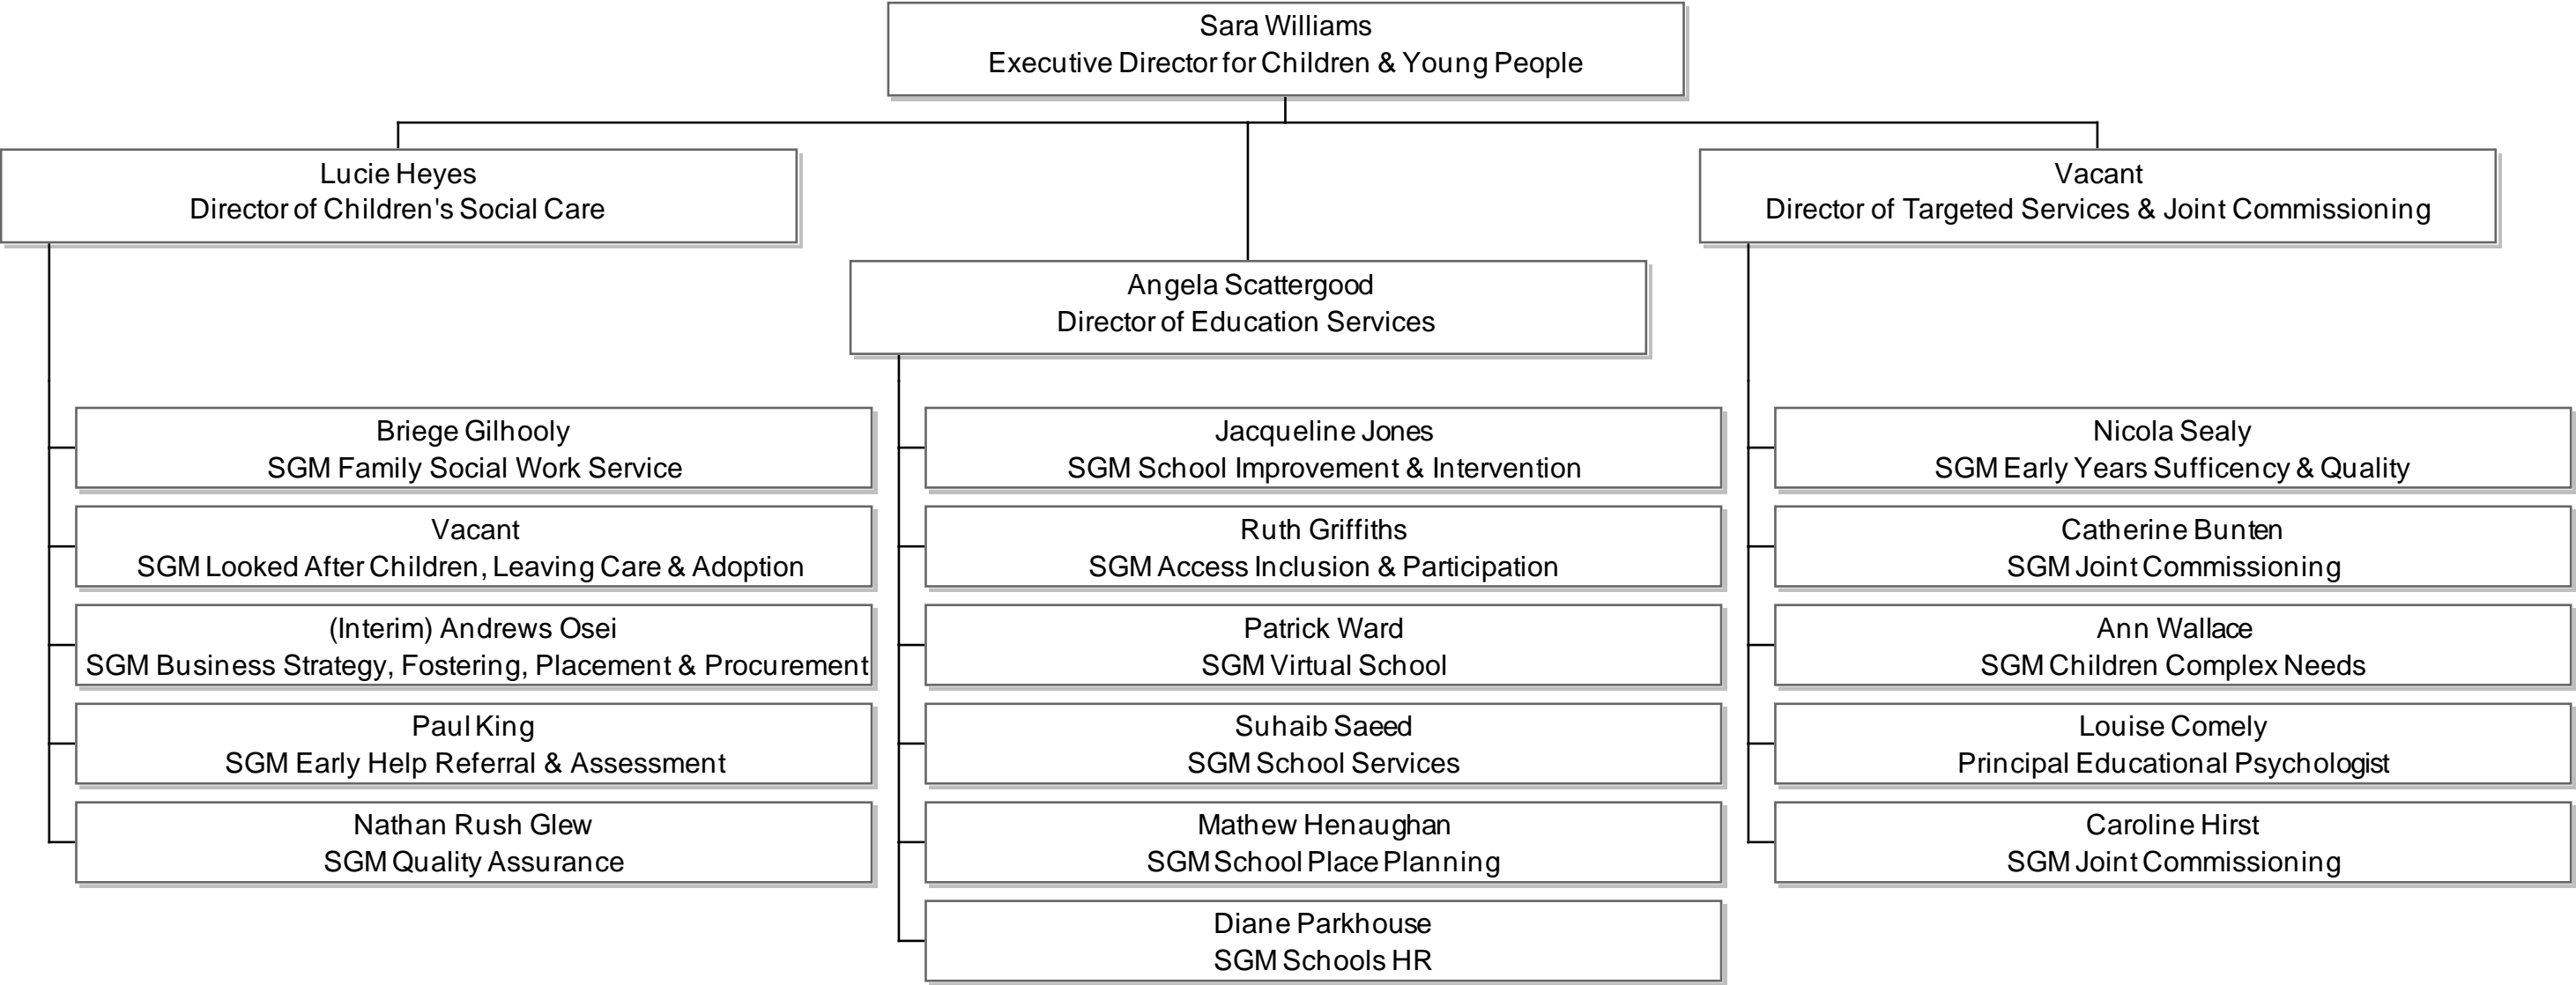 Sara Williams
Executive Director for Children & Young People
Lucie Heyes
Director of Children's Social Care
Vacant
Director of Targeted Services & Joint Commissioning
Angela Scattergood
Director of Education Services
Briege Gilhooly
SGM Family Social Work Service
Vacant
SGM Looked After Children, Leaving Care & Adoption
(Interim) Andrews Osei
SGM Business Strategy, Fostering, Placement & Procurement
Paul King
SGM Early Help Referral & Assessment
Nathan Rush Glew
SGM Quality Assurance
Jacqueline Jones
SGM School Improvement & Intervention
Ruth Griffiths
SGM Access Inclusion & Participation
Patrick Ward
SGM Virtual School
Suhaib Saeed
SGM School Services
Mathew Henaughan
SGM School Place Planning
Diane Parkhouse
SGM Schools HR
Nicola Sealy
SGM Early Years Sufficency & Quality
Catherine Bunten
SGM Joint Commissioning
Ann Wallace
SGM Children Complex Needs
Louise Comely
Principal Educational Psychologist
Caroline Hirst
SGM Joint Commissioning